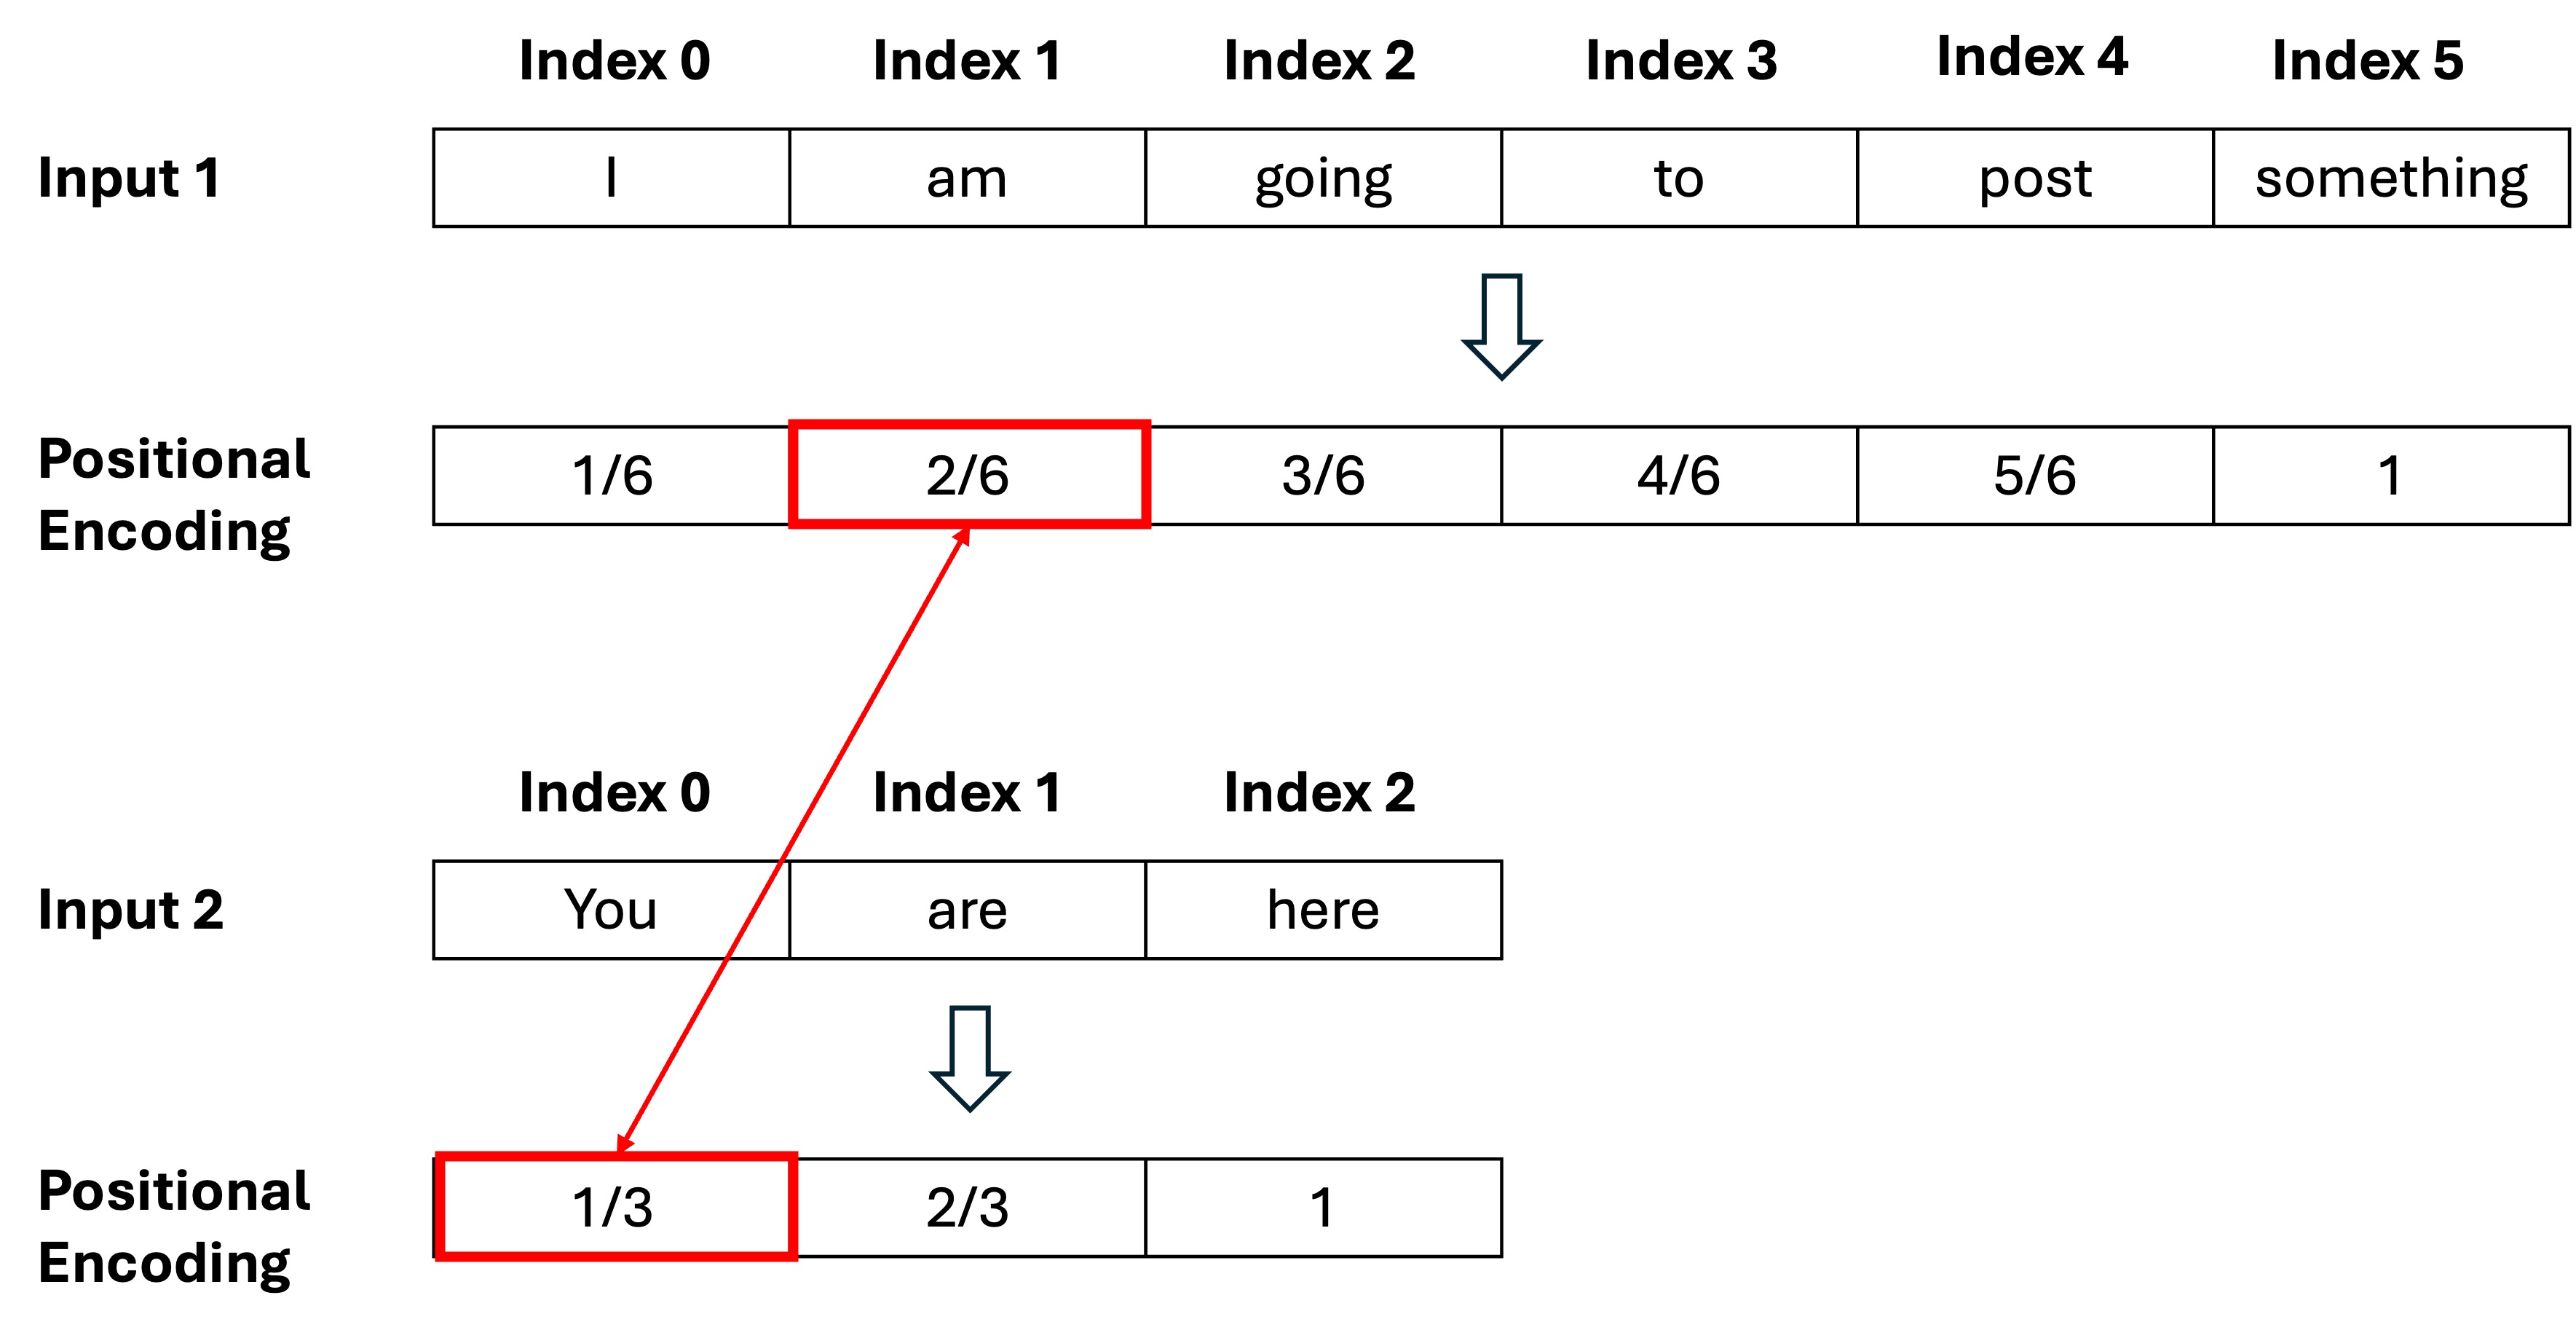 Index 0 Index 1 Index 2 Index 3 Index 4 Index 5
Input 1 I am going to post something
Positional
Encoding
1/6 2/6 3/6 4/6 5/6 1
Index 0 Index 1 Index 2
Input 2 You are here
Positional
Encoding
1/3 2/3 1